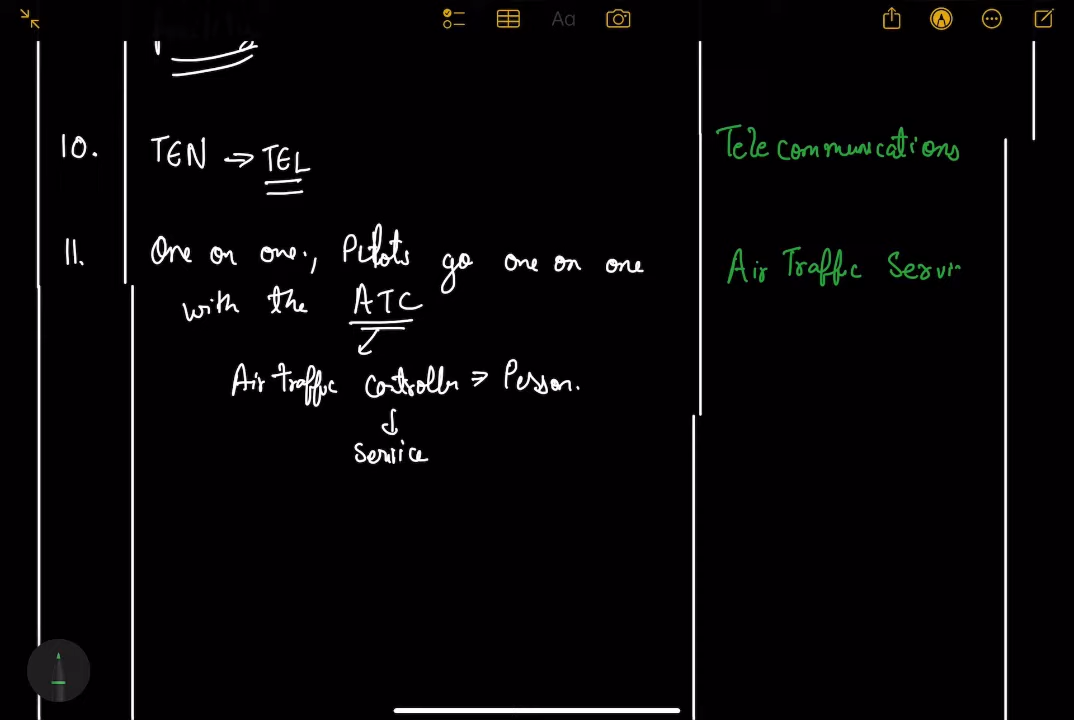 Aa
10. TEN → TEL Telecommunications
11. One on one., Pilots go one on one Air Traffic Servi
with the ATC
Air traffic controller ⇒ Person.
↓
Service